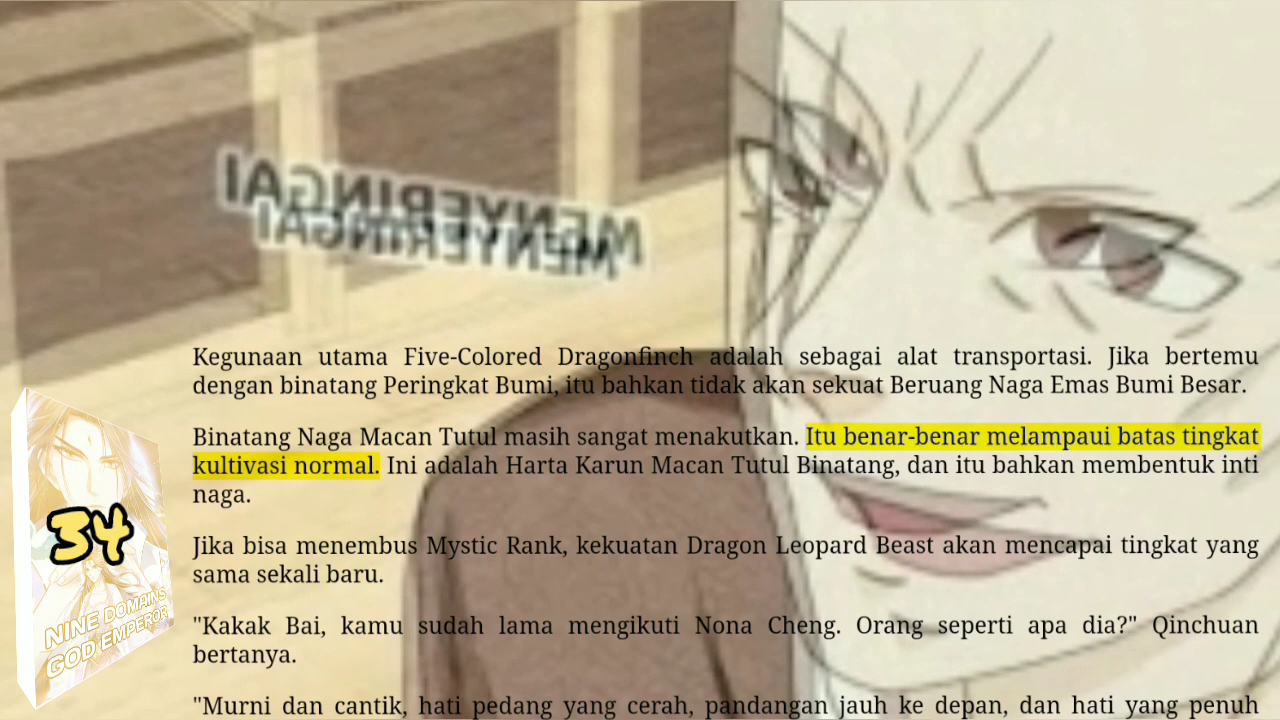 MENYERINGAI
MENYERINGAI
Kegunaan utama Five-Colored Dragonfinch adalah sebagai alat transportasi. Jika bertemu
dengan binatang Peringkat Bumi, itu bahkan tidak akan sekuat Beruang Naga Emas Bumi Besar.
Binatang Naga Macan Tutul masih sangat menakutkan. Itu benar-benar melampaui batas tingkat
kultivasi normal. Ini adalah Harta Karun Macan Tutul Binatang, dan itu bahkan membentuk inti
naga.
Jika bisa menembus Mystic Rank, kekuatan Dragon Leopard Beast akan mencapai tingkat yang
sama sekali baru.
"Kakak Bai, kamu sudah lama mengikuti Nona Cheng. Orang seperti apa dia?" Qinchuan
bertanya.
"Murni dan cantik, hati pedang yang cerah, pandangan jauh ke depan, dan hati yang penuh
34
NINE DOMAINS
GOD EMPEROR